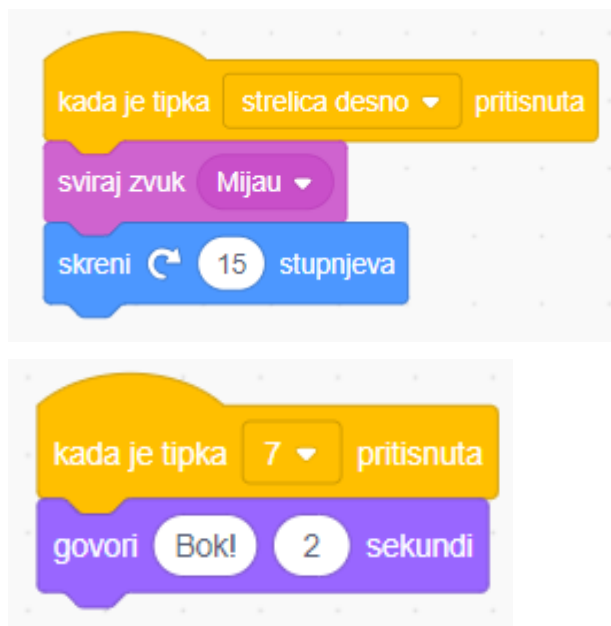 kada je tipka strelica desno pritisnuta
sviraj zvuk Mijau
skreni 15 stupnjeva
kada je tipka 7 pritisnuta
govori Bok! 2 sekundi